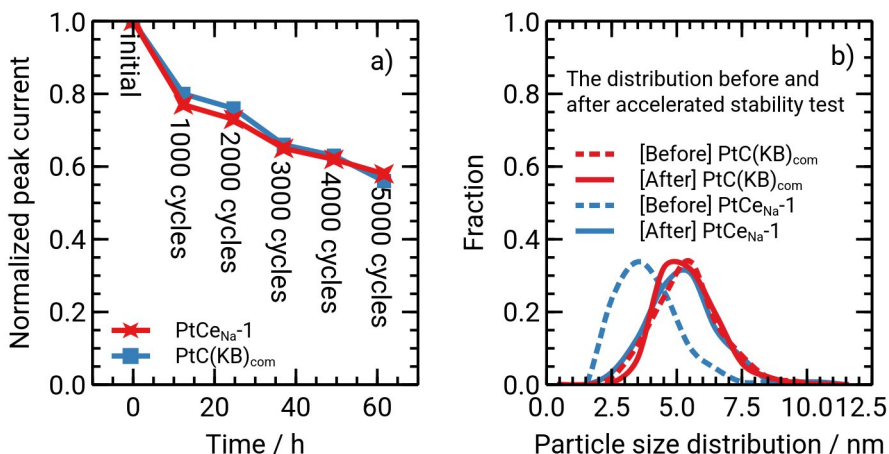 1.0
0.8
0.6
0.4
0.2
0.0
Normalized peak current
a)
initial
1000 cycles
2000 cycles
3000 cycles
4000 cycles
5000 cycles
PtCeNa-1
PtC(KB)com
0 20 40 60
Time / h
1.0
0.8
0.6
0.4
0.2
0.0
Fraction
b)
The distribution before and
after accelerated stability test
[Before] PtC(KB)com
[After] PtC(KB)com
[Before] PtCeNa-1
[After] PtCeNa-1
0.0 2.5 5.0 7.5 10.0 12.5
Particle size distribution / nm